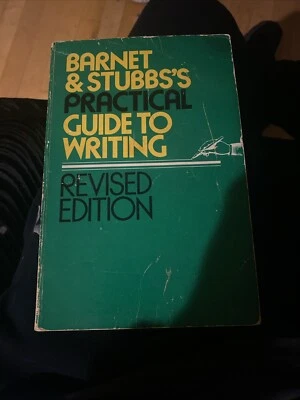 BARNET
& STUBBS'S
PRACTICAL
GUIDE TO
WRITING
REVISED
EDITION